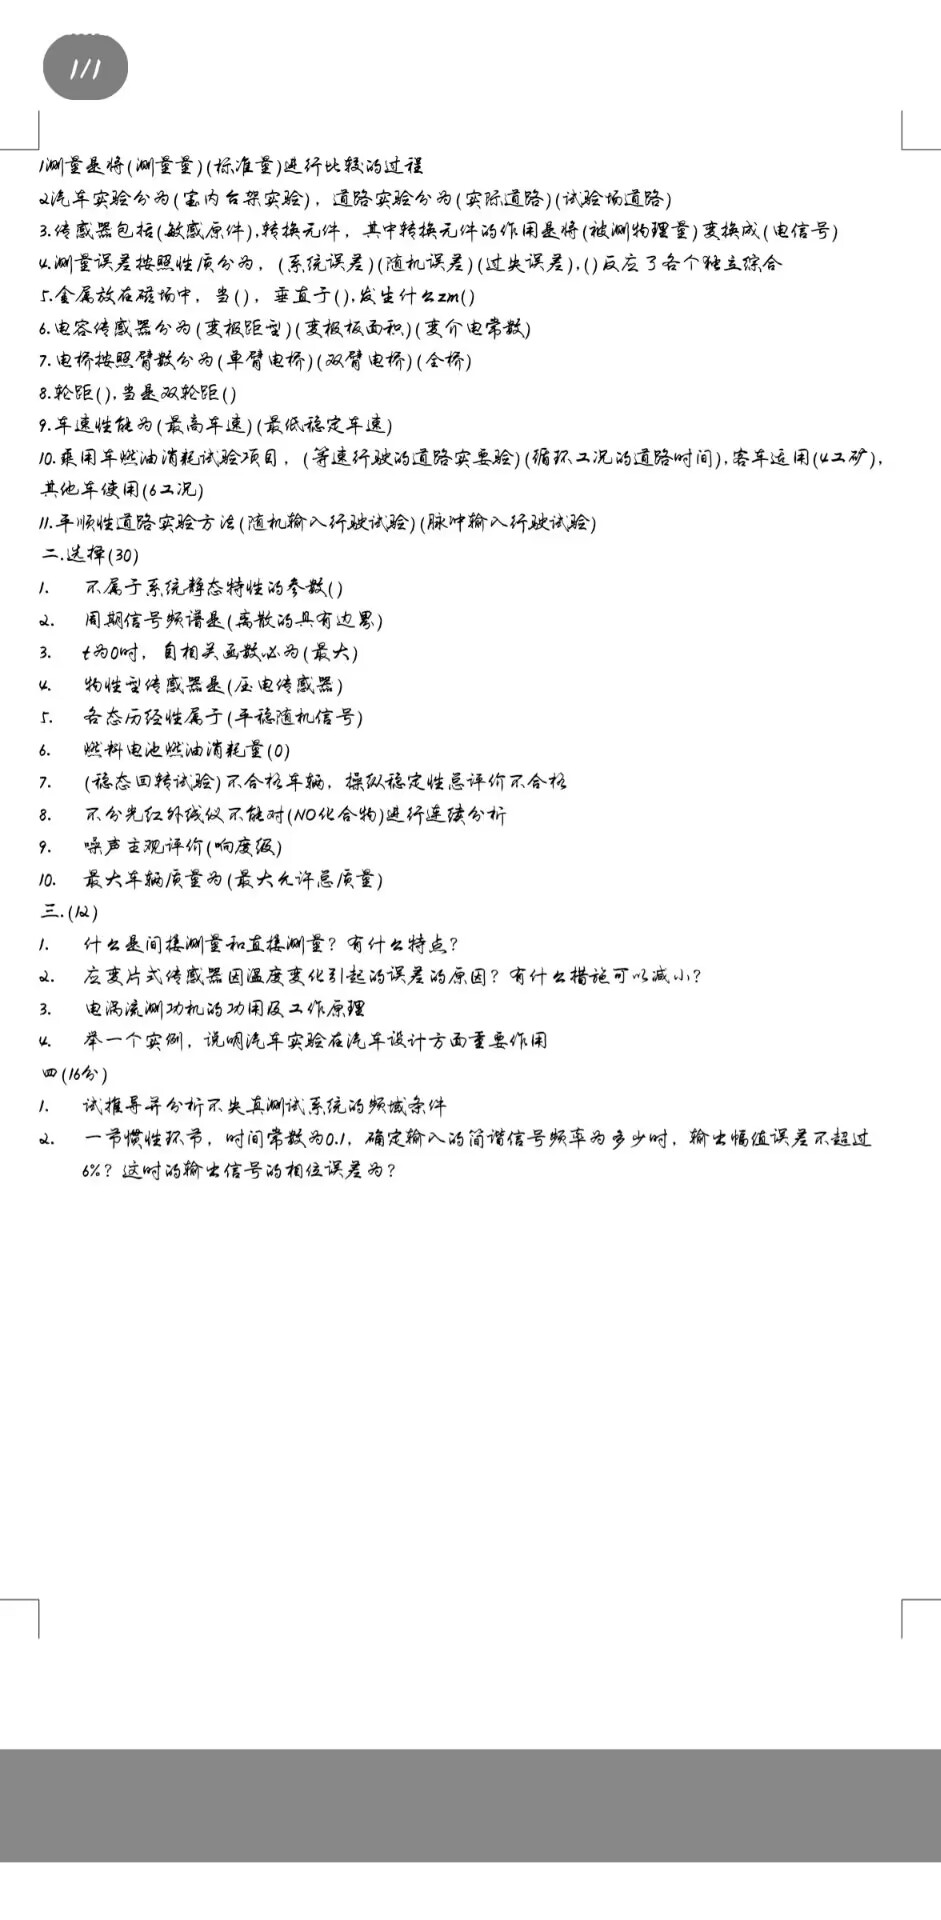 1/1
1测量是将(测量量)(标准量)进行比较的过程
2汽车实验分为(室内台架实验)，道路实验分为(实际道路)(试验场道路)
3.传感器包括(敏感原件),转换元件，其中转换元件的作用是将(被测物理量)变换成(电信号)
4.测量误差按照性质分为，(系统误差)(随机误差)(过失误差),()反应了各个独立综合
5.金属放在磁场中，当()，垂直于(),发生什么zm()
6.电容传感器分为(变极距型)(变极板面积)(变介电常数)
7.电桥按照臂数分为(单臂电桥)(双臂电桥)(全桥)
8.轮距(),当是双轮距()
9.车速性能为(最高车速)(最低稳定车速)
10.乘用车燃油消耗试验项目，(等速行驶的道路实要验)(循环工况的道路时间),客车运用(4工矿),
其他车使用(6工况)
11.平顺性道路实验方法(随机输入行驶试验)(脉冲输入行驶试验)
二.选择(30)
1. 不属于系统静态特性的参数()
2. 周期信号频谱是(离散的具有边界)
3. t为0时，自相关函数必为(最大)
4. 物性型传感器是(压电传感器)
5. 各态历经性属于(平稳随机信号)
6. 燃料电池燃油消耗量(0)
7. (稳态回转试验)不合格车辆，操纵稳定性总评价不合格
8. 不分光红外线仪不能对(NO化合物)进行连续分析
9. 噪声主观评价(响度级)
10. 最大车辆质量为(最大允许总质量)
三.(12)
1. 什么是间接测量和直接测量？有什么特点？
2. 应变片式传感器因温度变化引起的误差的原因？有什么措施可以减小？
3. 电涡流测功机的功用及工作原理
4. 举一个实例，说明汽车实验在汽车设计方面重要作用
四(16分)
1. 试推导并分析不失真测试系统的频域条件
2. 一节惯性环节，时间常数为0.1，确定输入的简谐信号频率为多少时，输出幅值误差不超过
6%？这时的输出信号的相位误差为？